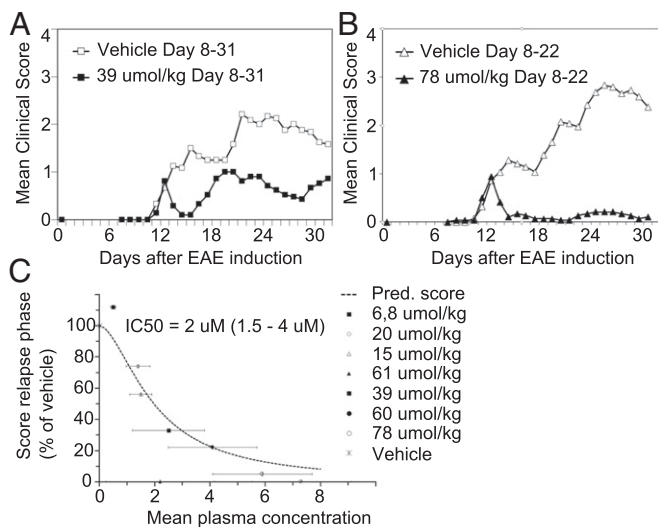 A
B
4
3
2
1
0
Mean Clinical Score
Vehicle Day 8-31
39 umol/kg Day 8-31
0 6 12 18 24 30
Days after EAE induction
4
3
2
1
0
Mean Clinical Score
Vehicle Day 8-22
78 umol/kg Day 8-22
0 6 12 18 24 30
Days after EAE induction
C
Score relapse phase
(% of vehicle)
100
80
60
40
20
0
IC50 = 2 uM (1.5 - 4 uM)
0 2 4 6 8
Mean plasma concentration
Pred. score
6,8 umol/kg
20 umol/kg
15 umol/kg
61 umol/kg
39 umol/kg
60 umol/kg
78 umol/kg
Vehicle